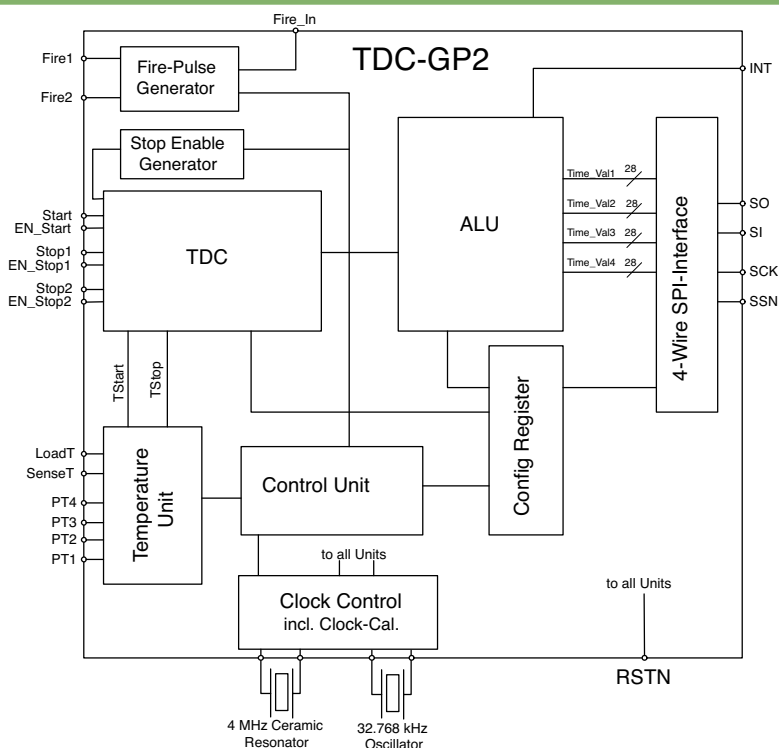 Fire_In
TDC-GP2
Fire1
Fire2
Fire-Pulse
Generator
INT
Stop Enable
Generator
Time_Val1
28
Time_Val2
28
Time_Val3
28
Time_Val4
28
ALU
TDC
Start
EN_Start
Stop1
EN_Stop1
Stop2
EN_Stop2
SO
SI
SCK
SSN
4-Wire SPI-Interface
TStart
TStop
Config Register
LoadT
SenseT
PT4
PT3
PT2
PT1
Temperature
Unit
Control Unit
to all Units
Clock Control
incl. Clock-Cal.
to all Units
RSTN
4 MHz Ceramic
Resonator
32.768 kHz
Oscillator